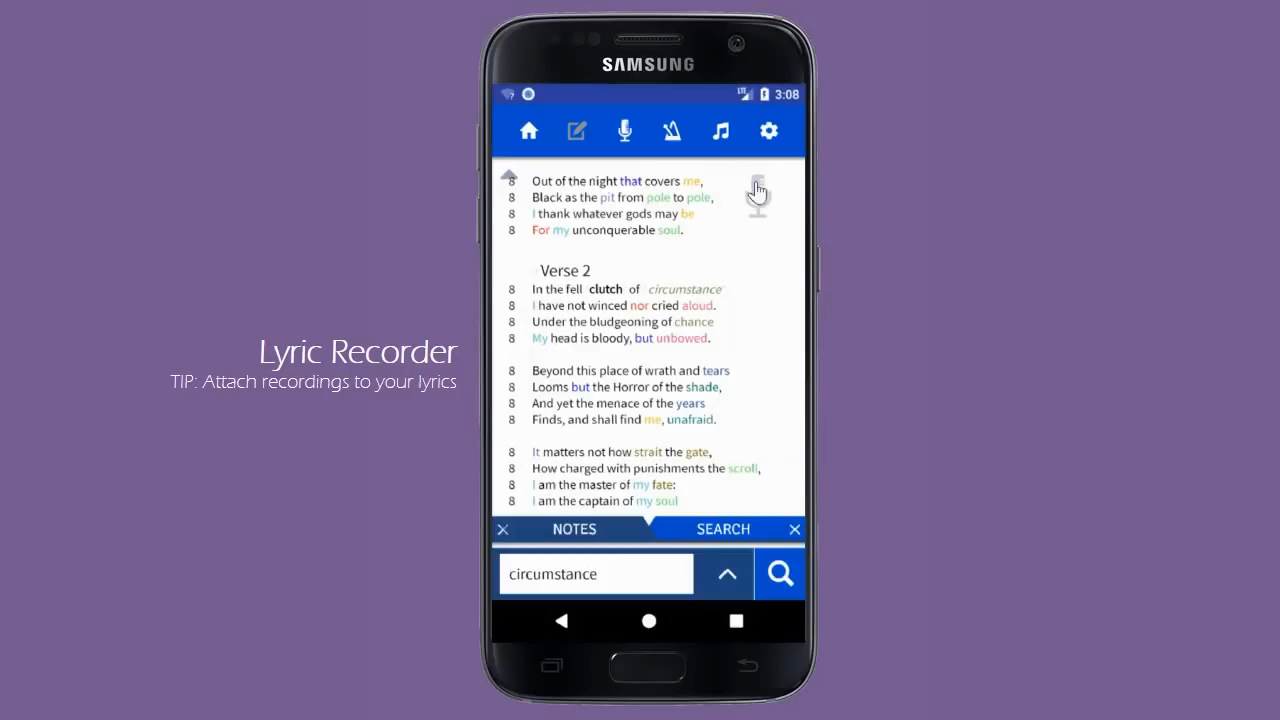 SAMSUNG
LTE 3:08
8 Out of the night that covers me,
8 Black as the pit from pole to pole,
8 I thank whatever gods may be
8 For my unconquerable soul.
Verse 2
8 In the fell clutch of circumstance
8 I have not winced nor cried aloud.
8 Under the bludgeoning of chance
8 My head is bloody, but unbowed.
8 Beyond this place of wrath and tears
8 Looms but the Horror of the shade,
8 And yet the menace of the years
8 Finds, and shall find me, unafraid.
8 It matters not how strait the gate,
8 How charged with punishments the scroll,
8 I am the master of my fate:
8 I am the captain of my soul
NOTES SEARCH
circumstance
Lyric Recorder
TIP: Attach recordings to your lyrics